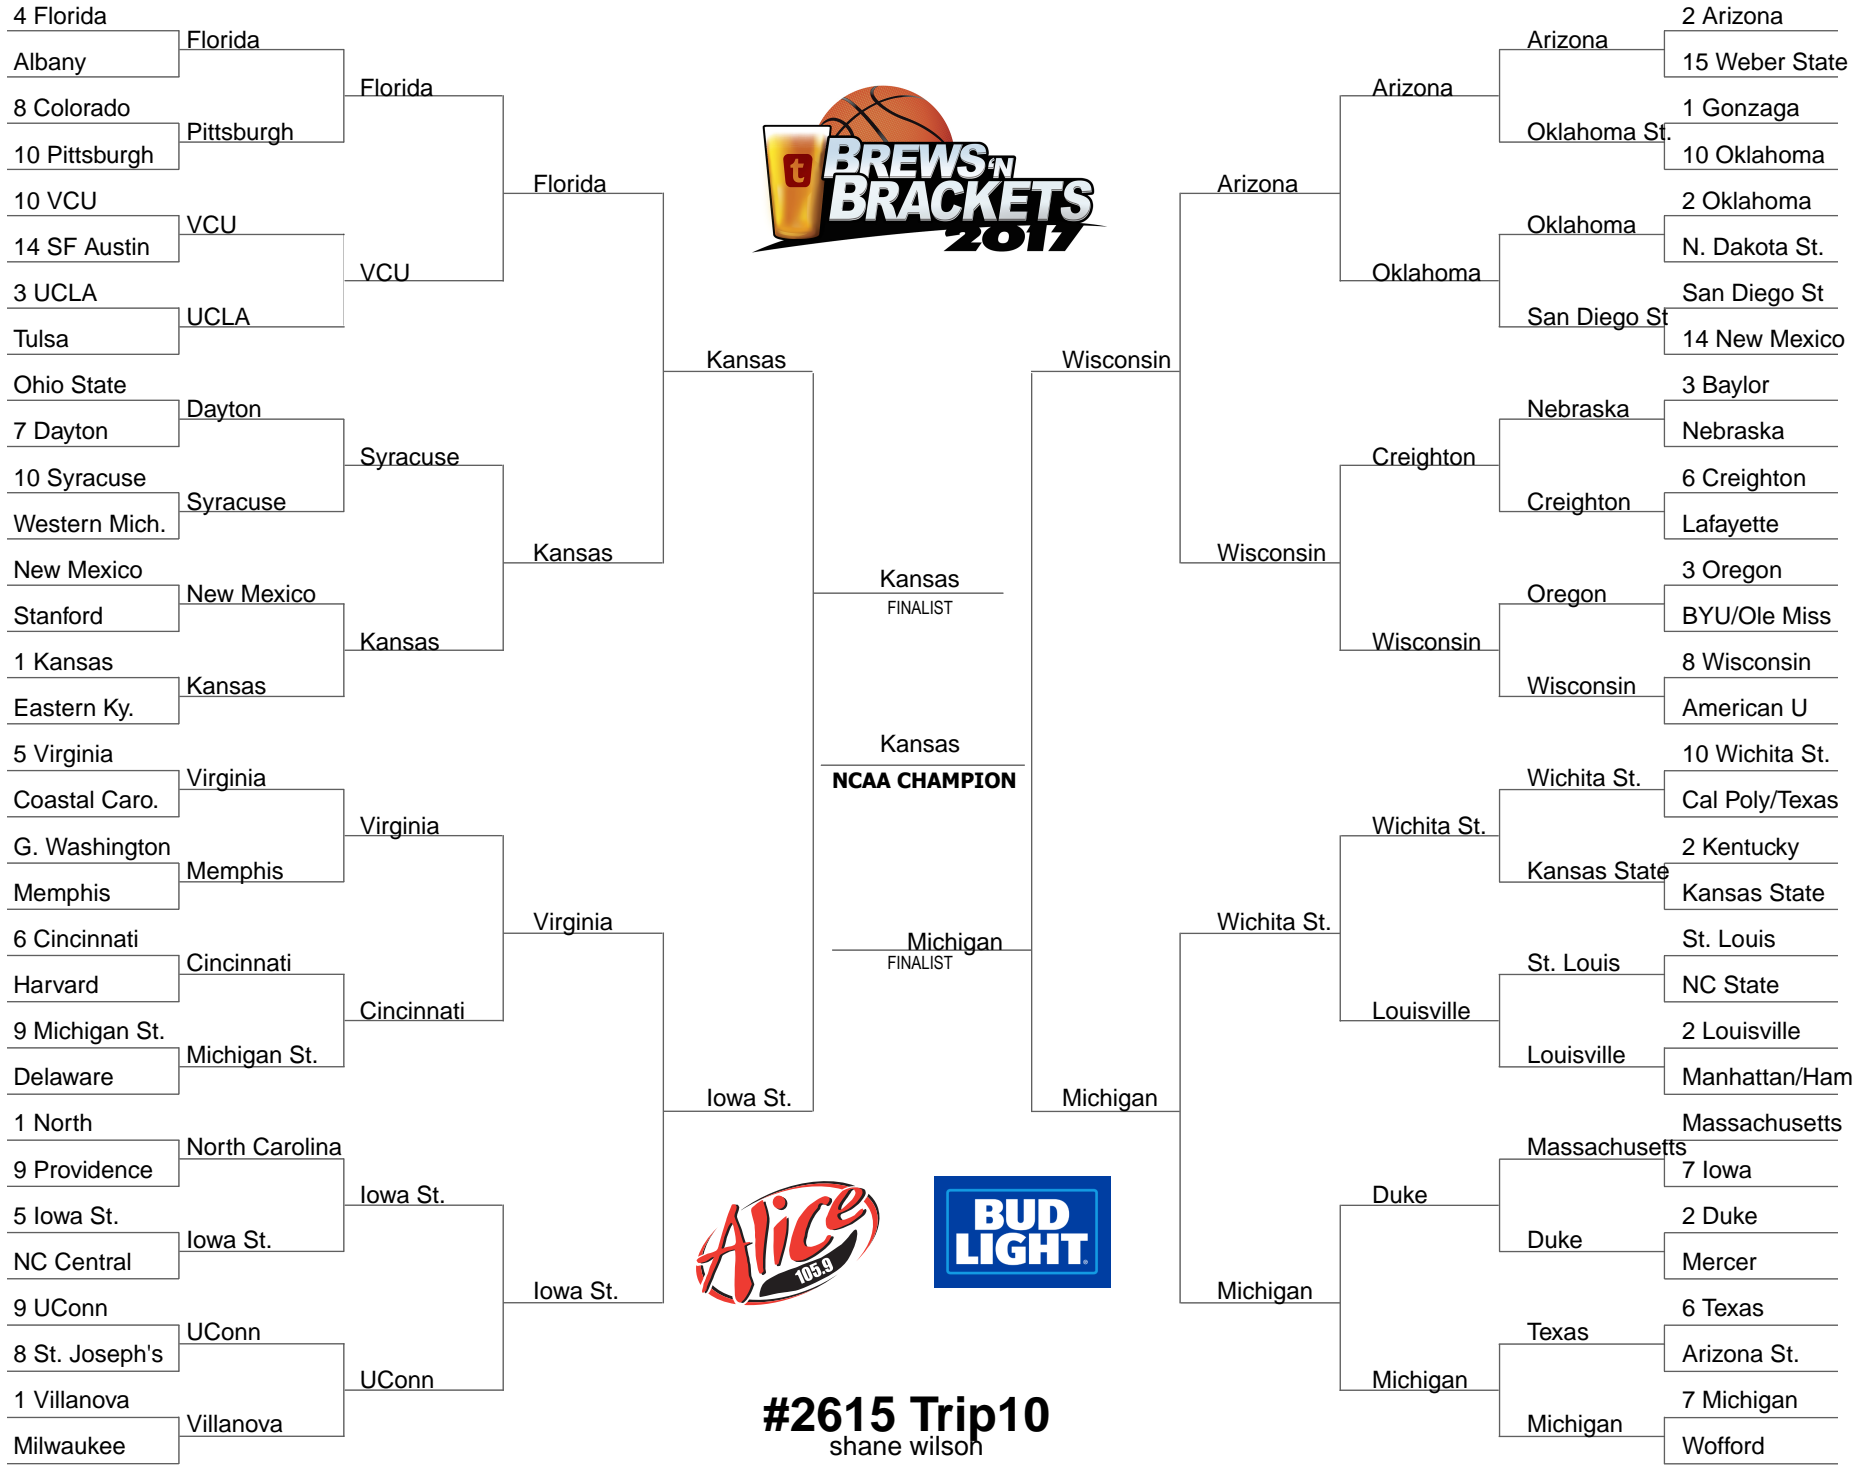 4 Florida
Albany
8 Colorado
10 Pittsburgh
10 VCU
14 SF Austin
3 UCLA
Tulsa
Ohio State
7 Dayton
10 Syracuse
Western Mich.
New Mexico
Stanford
1 Kansas
Eastern Ky.
5 Virginia
Coastal Caro.
G. Washington
Memphis
6 Cincinnati
Harvard
9 Michigan St.
Delaware
1 North
9 Providence
5 Iowa St.
NC Central
9 UConn
8 St. Joseph's
1 Villanova
Milwaukee
Florida
Pittsburgh
VCU
UCLA
Dayton
Syracuse
New Mexico
Kansas
Virginia
Memphis
Cincinnati
Michigan St.
North Carolina
Iowa St.
UConn
Villanova
Florida
VCU
Syracuse
Kansas
Virginia
Cincinnati
Iowa St.
UConn
Florida
Kansas
Virginia
Iowa St.
Kansas
Iowa St.
t
BREWS 'N
BRACKETS
2017
Kansas
FINALIST
Kansas
NCAA CHAMPION
Michigan
FINALIST
Alice
105.9
BUD
LIGHT
#2615 Trip10
shane wilson
Wisconsin
Michigan
Arizona
Wisconsin
Wichita St.
Michigan
Arizona
Oklahoma
Creighton
Wisconsin
Wichita St.
Louisville
Duke
Michigan
Arizona
Oklahoma St.
Oklahoma
San Diego St
Nebraska
Creighton
Oregon
Wisconsin
Wichita St.
Kansas State
St. Louis
Louisville
Massachusetts
Duke
Texas
Michigan
2 Arizona
15 Weber State
1 Gonzaga
10 Oklahoma
2 Oklahoma
N. Dakota St.
San Diego St
14 New Mexico
3 Baylor
Nebraska
6 Creighton
Lafayette
3 Oregon
BYU/Ole Miss
8 Wisconsin
American U
10 Wichita St.
Cal Poly/Texas
2 Kentucky
Kansas State
St. Louis
NC State
2 Louisville
Manhattan/Ham
Massachusetts
7 Iowa
2 Duke
Mercer
6 Texas
Arizona St.
7 Michigan
Wofford